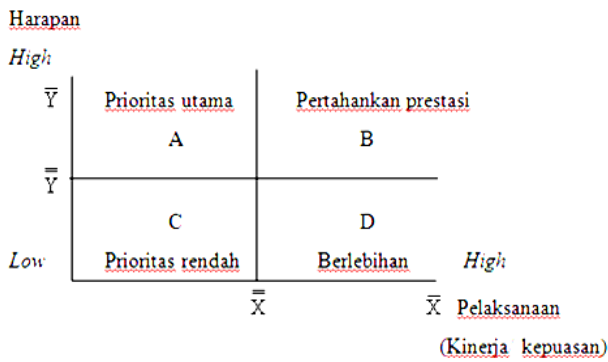 Harapan
High
Y̅ Prioritas utama Pertahankan prestasi
A B
Y̿
C D
Low Prioritas rendah Berlebihan High
X̿ X̅ Pelaksanaan
(Kinerja kepuasan)